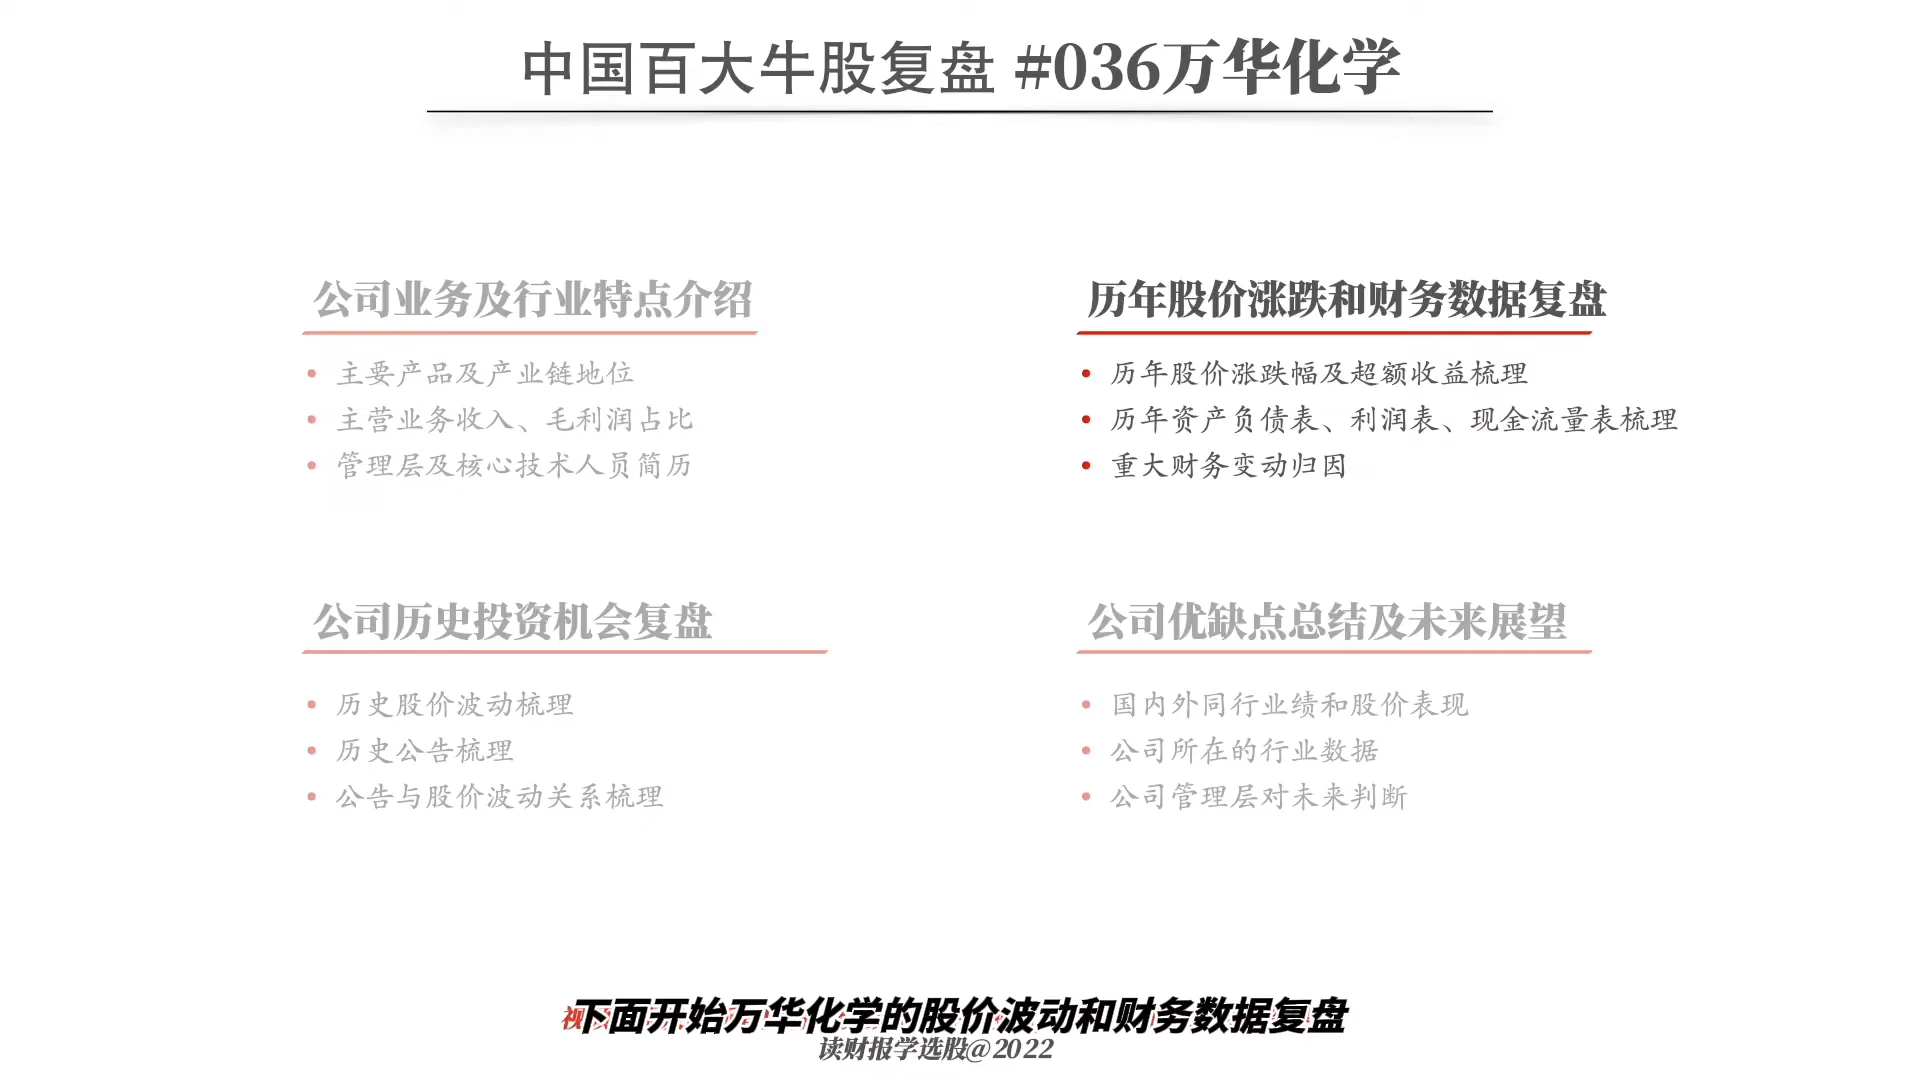 中国百大牛股复盘 #036万华化学
公司业务及行业特点介绍
主要产品及产业链地位
主营业务收入、毛利润占比
管理层及核心技术人员简历
历年股价涨跌和财务数据复盘
历年股价涨跌幅及超额收益梳理
历年资产负债表、利润表、现金流量表梳理
重大财务变动归因
公司历史投资机会复盘
历史股价波动梳理
历史公告梳理
公告与股价波动关系梳理
公司优缺点总结及未来展望
国内外同行业绩和股价表现
公司所在的行业数据
公司管理层对未来判断
下面开始万华化学的股价波动和财务数据复盘
读财报学选股@2022